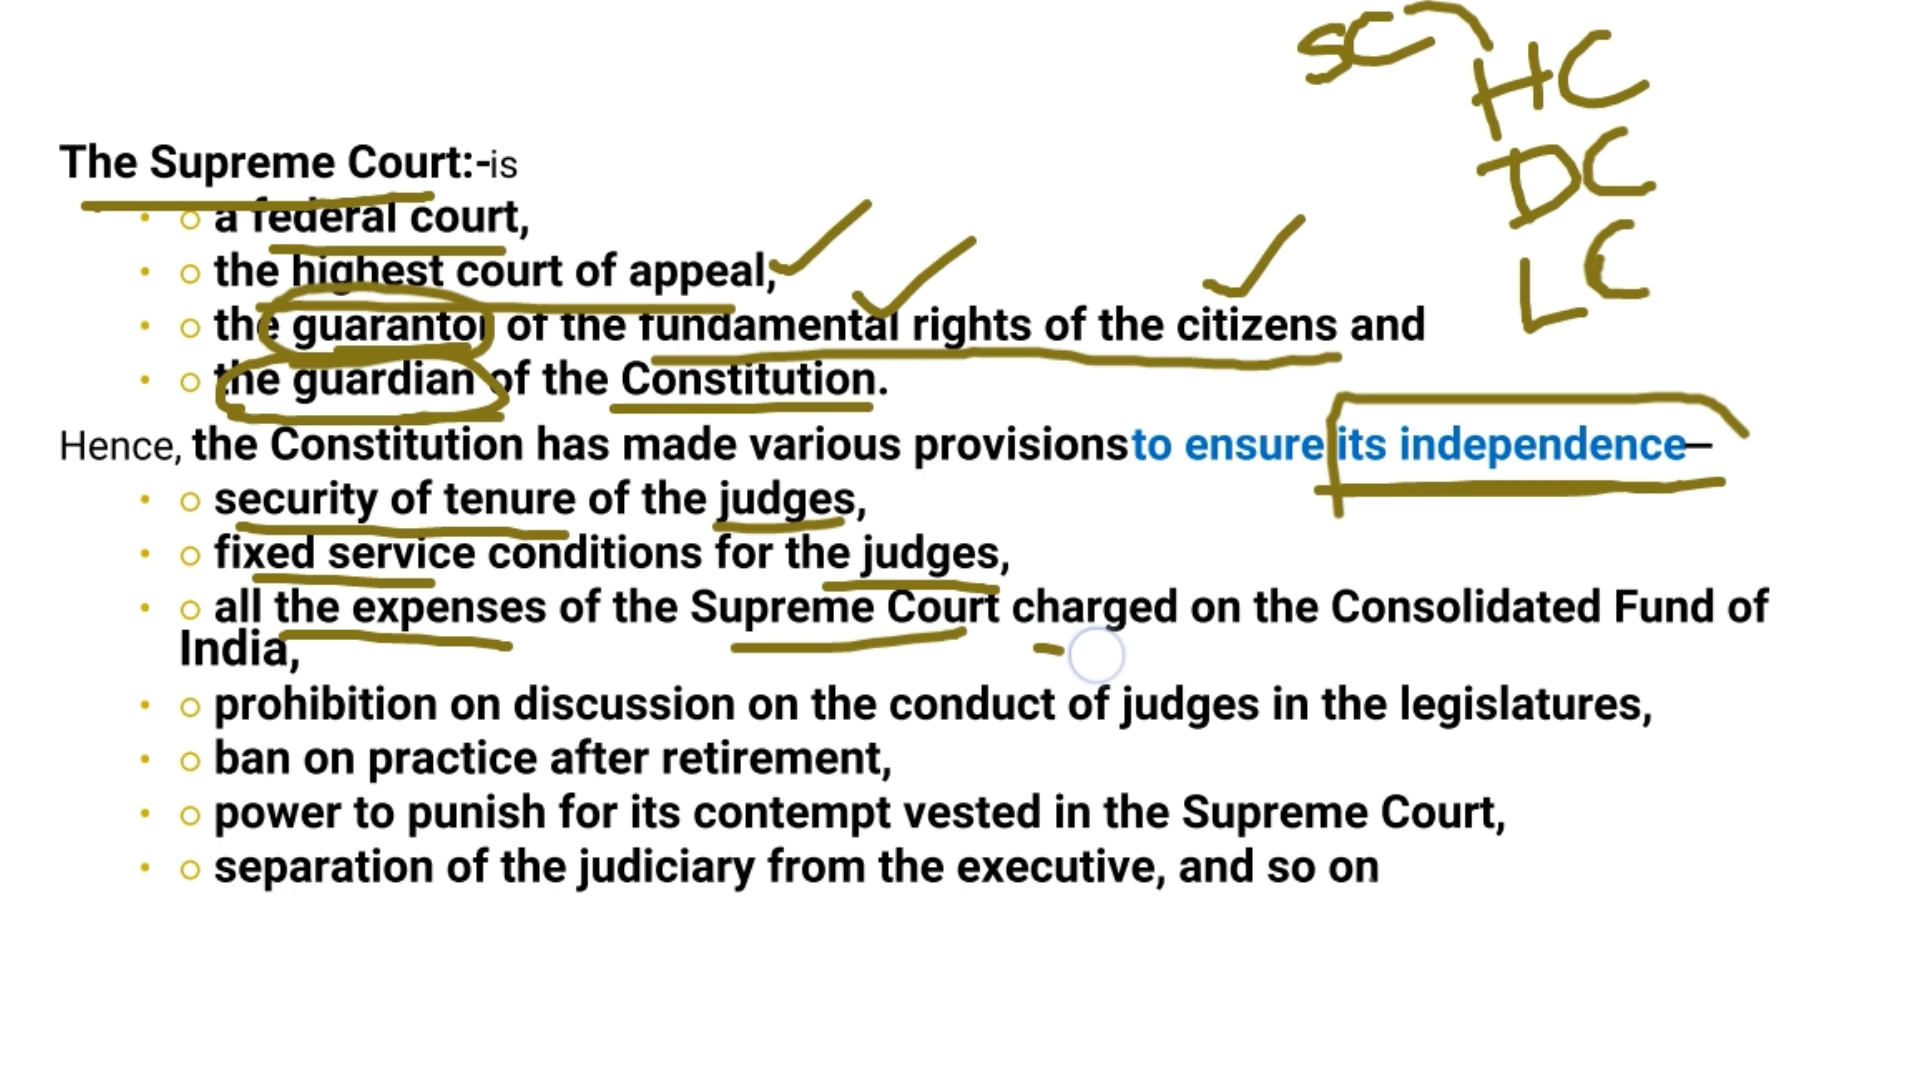 SC
HC
DC
LC
The Supreme Court:-is
• ○ a federal court,
• ○ the highest court of appeal,
• ○ the guarantor of the fundamental rights of the citizens and
• ○ the guardian of the Constitution.
Hence, the Constitution has made various provisions to ensure its independence–
• ○ security of tenure of the judges,
• ○ fixed service conditions for the judges,
• ○ all the expenses of the Supreme Court charged on the Consolidated Fund of
India,
• ○ prohibition on discussion on the conduct of judges in the legislatures,
• ○ ban on practice after retirement,
• ○ power to punish for its contempt vested in the Supreme Court,
• ○ separation of the judiciary from the executive, and so on